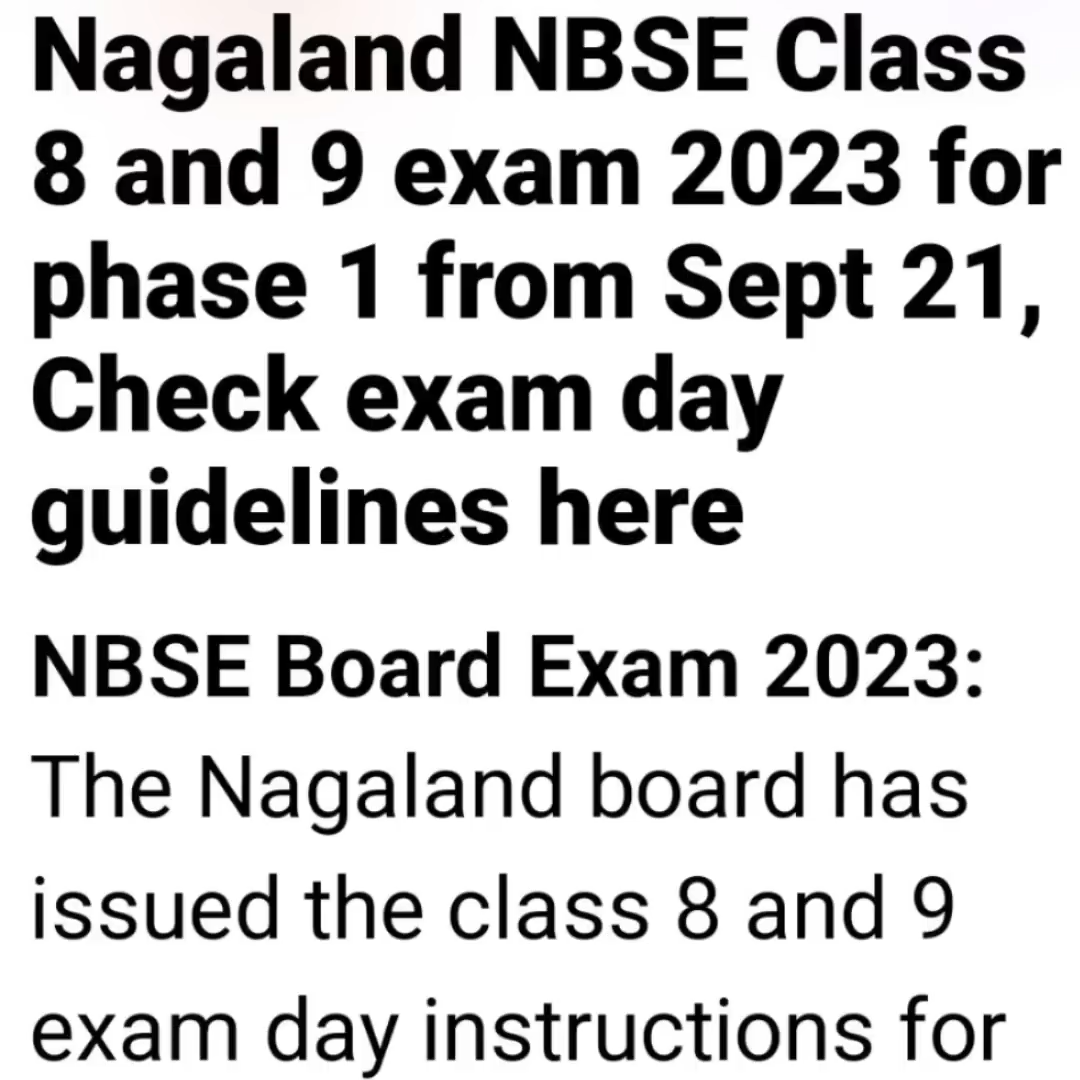 Nagaland NBSE Class
8 and 9 exam 2023 for
phase 1 from Sept 21,
Check exam day
guidelines here
NBSE Board Exam 2023:
The Nagaland board has
issued the class 8 and 9
exam day instructions for